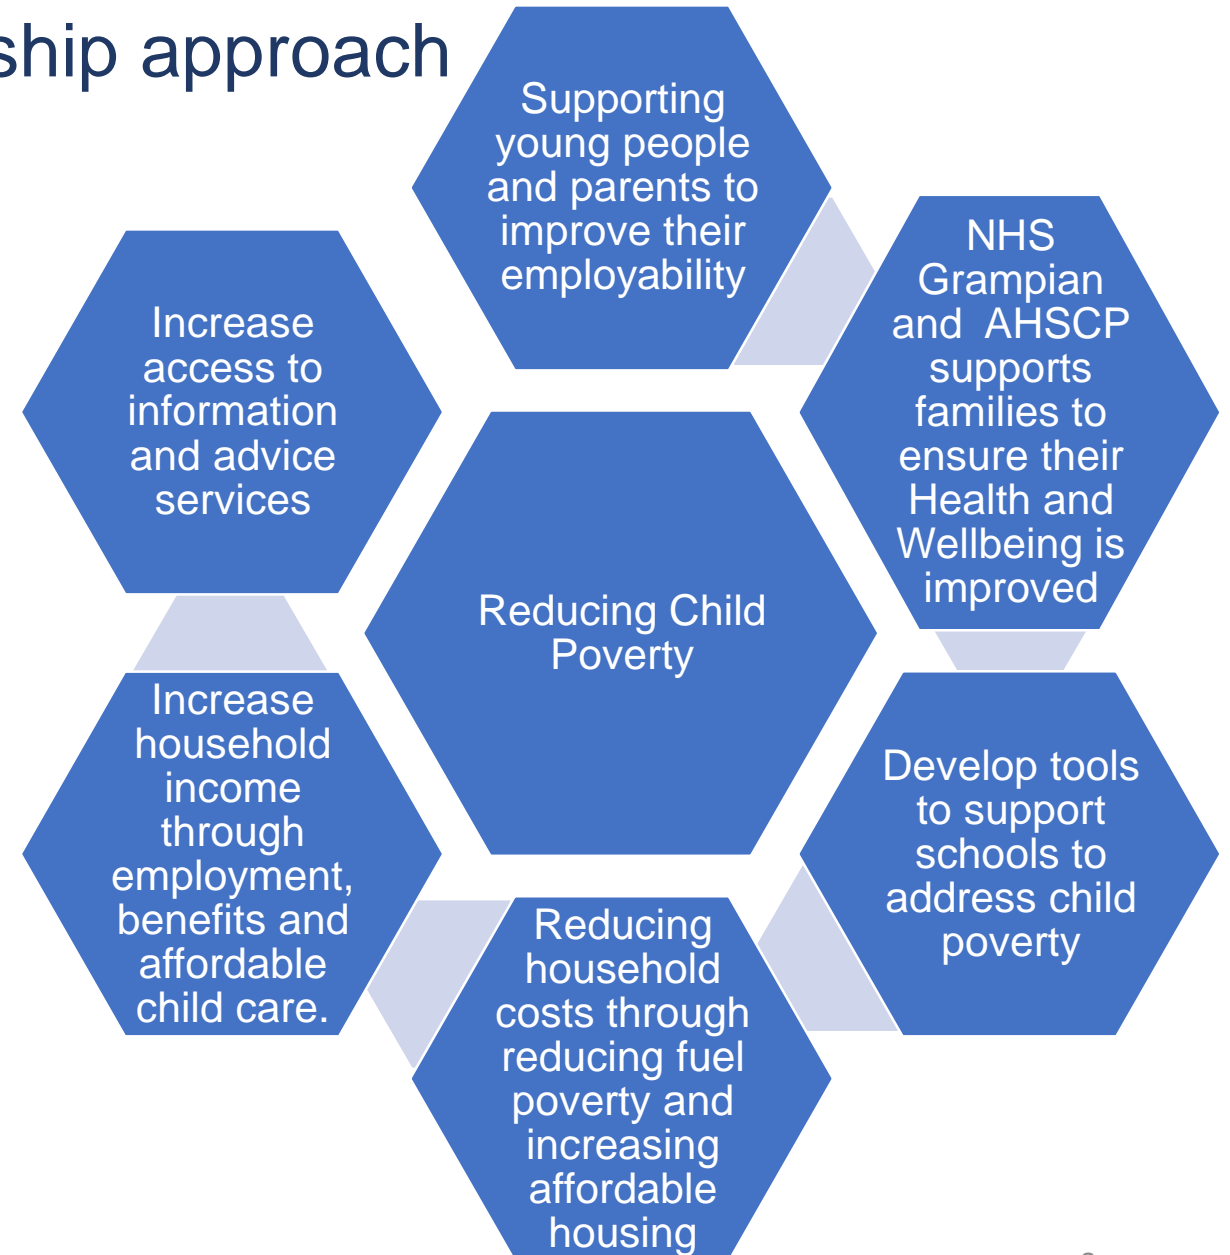 approach
Supporting
young people
and parents to
improve their
employability
NHS
Grampian
and AHSCP
supports
families to
ensure their
Health and
Wellbeing is
improved
Increase
access to
information
and advice
services
Reducing Child
Poverty
Increase
household
income
through
employment,
benefits and
affordable
child care.
Develop tools
to support
schools to
address child
poverty
Reducing
household
costs through
reducing fuel
poverty and
increasing
affordable
housing